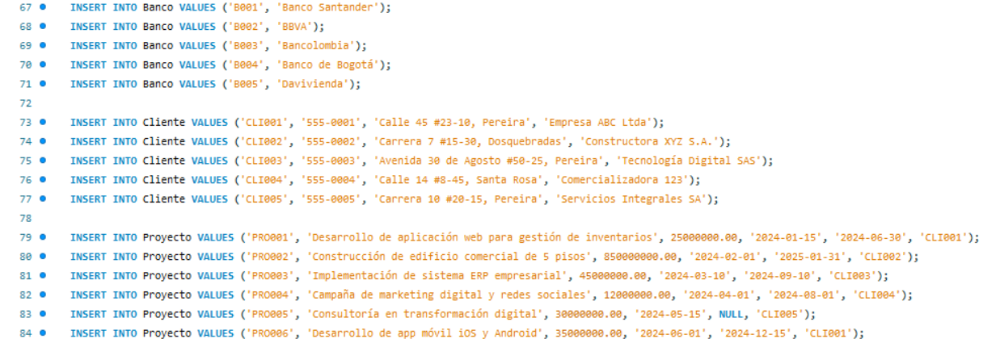 67 INSERT INTO Banco VALUES ('B001', 'Banco Santander');
68 INSERT INTO Banco VALUES ('B002', 'BBVA');
69 INSERT INTO Banco VALUES ('B003', 'Bancolombia');
70 INSERT INTO Banco VALUES ('B004', 'Banco de Bogotá');
71 INSERT INTO Banco VALUES ('B005', 'Davivienda');
72
73 INSERT INTO Cliente VALUES ('CLI001', '555-0001', 'Calle 45 #23-10, Pereira', 'Empresa ABC Ltda');
74 INSERT INTO Cliente VALUES ('CLI002', '555-0002', 'Carrera 7 #15-30, Dosquebradas', 'Constructora XYZ S.A.');
75 INSERT INTO Cliente VALUES ('CLI003', '555-0003', 'Avenida 30 de Agosto #50-25, Pereira', 'Tecnología Digital SAS');
76 INSERT INTO Cliente VALUES ('CLI004', '555-0004', 'Calle 14 #8-45, Santa Rosa', 'Comercializadora 123');
77 INSERT INTO Cliente VALUES ('CLI005', '555-0005', 'Carrera 10 #20-15, Pereira', 'Servicios Integrales SA');
78
79 INSERT INTO Proyecto VALUES ('PRO001', 'Desarrollo de aplicación web para gestión de inventarios', 25000000.00, '2024-01-15', '2024-06-30', 'CLI001');
80 INSERT INTO Proyecto VALUES ('PRO002', 'Construcción de edificio comercial de 5 pisos', 850000000.00, '2024-02-01', '2025-01-31', 'CLI002');
81 INSERT INTO Proyecto VALUES ('PRO003', 'Implementación de sistema ERP empresarial', 45000000.00, '2024-03-10', '2024-09-10', 'CLI003');
82 INSERT INTO Proyecto VALUES ('PRO004', 'Campaña de marketing digital y redes sociales', 12000000.00, '2024-04-01', '2024-08-01', 'CLI004');
83 INSERT INTO Proyecto VALUES ('PRO005', 'Consultoría en transformación digital', 30000000.00, '2024-05-15', NULL, 'CLI005');
84 INSERT INTO Proyecto VALUES ('PRO006', 'Desarrollo de app móvil iOS y Android', 35000000.00, '2024-06-01', '2024-12-15', 'CLI001');